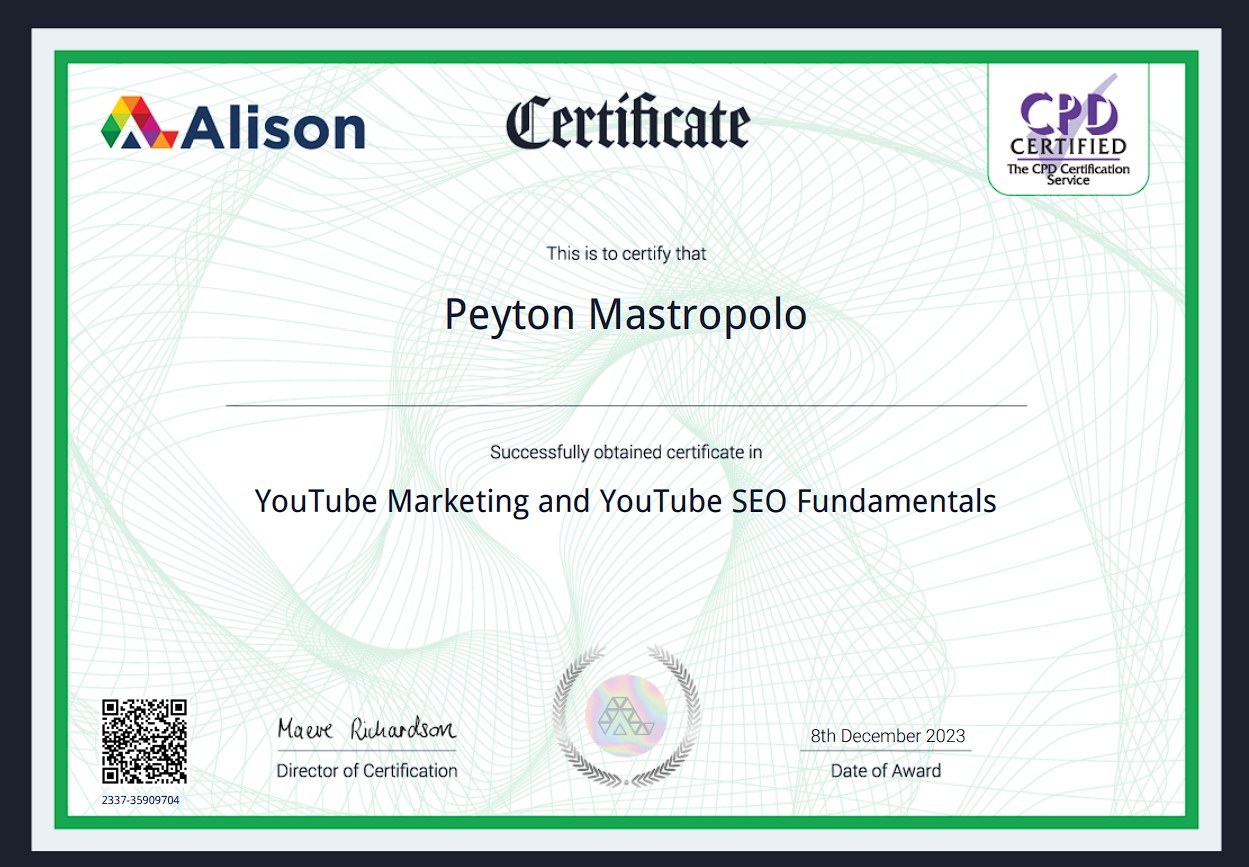 Alison
Certificate
CPD
CERTIFIED
The CPD Certification
Service
This is to certify that
Peyton Mastropolo
Successfully obtained certificate in
YouTube Marketing and YouTube SEO Fundamentals
Maeve Richardson
Director of Certification
8th December 2023
Date of Award
2337-35909704